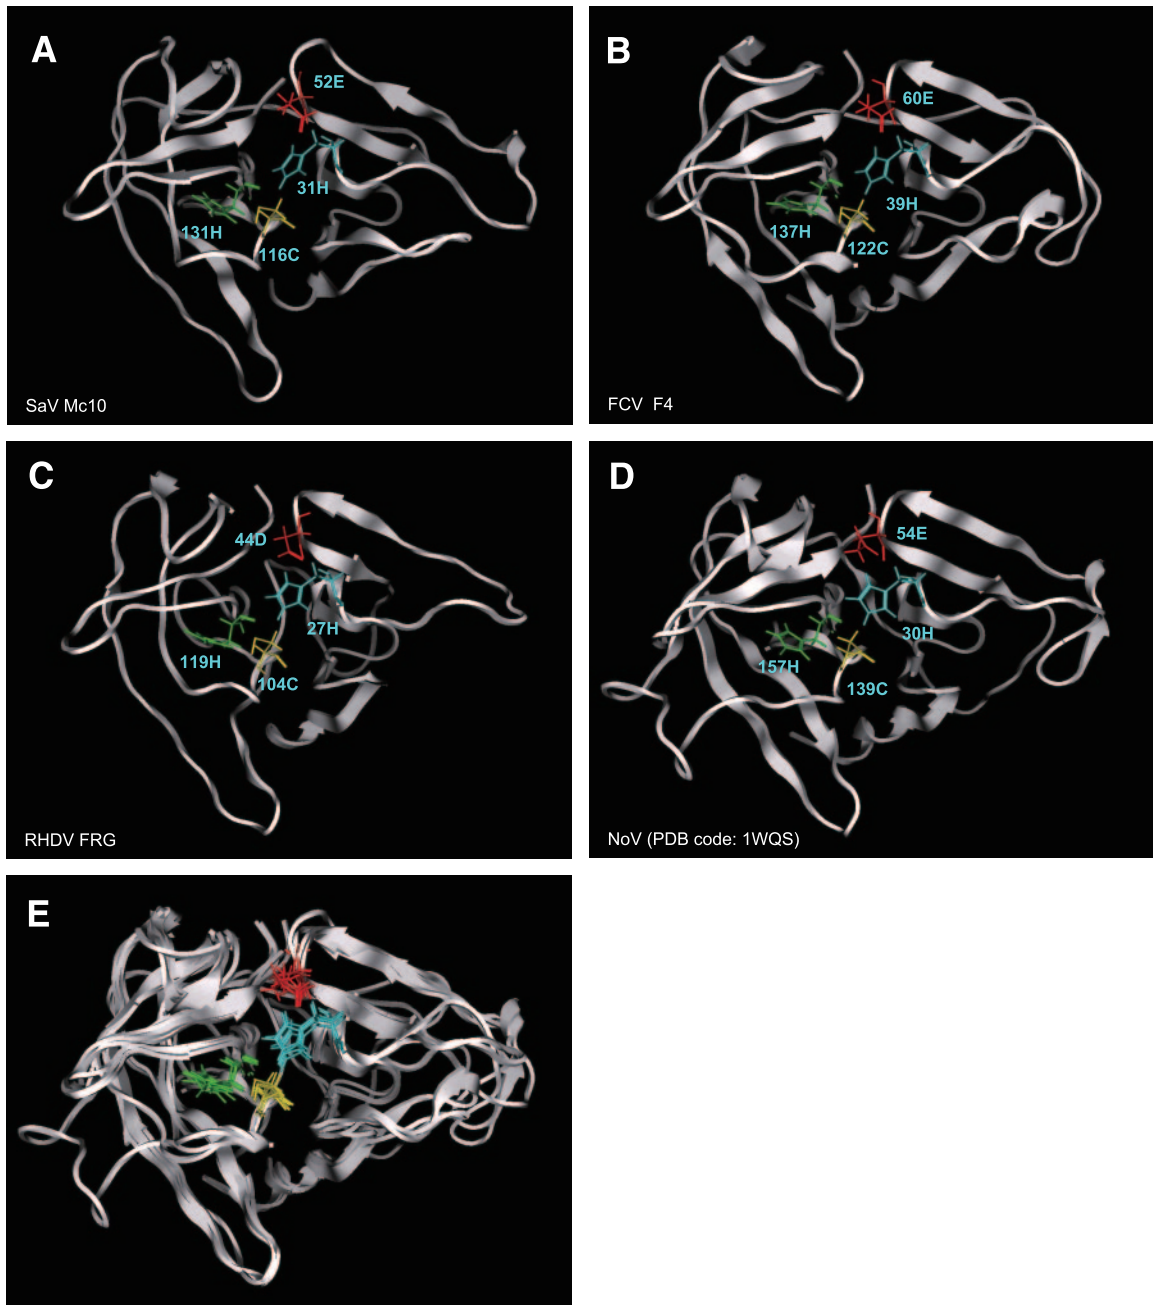 A
52E
31H
131H
116C
SaV Mc10
B
60E
39H
137H
122C
FCV F4
C
44D
27H
119H
104C
RHDV FRG
D
54E
30H
157H
139C
NoV (PDB code: 1WQS)
E